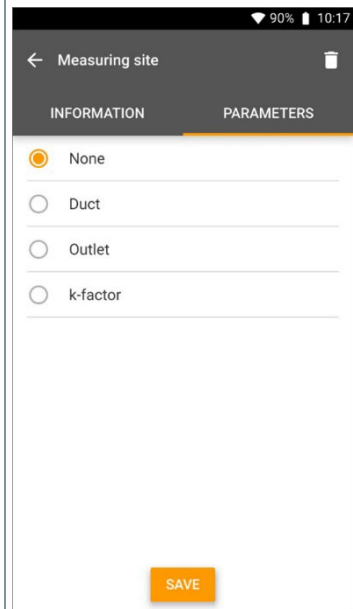 90% 10:17
Measuring site
INFORMATION PARAMETERS
None
Duct
Outlet
k-factor
SAVE